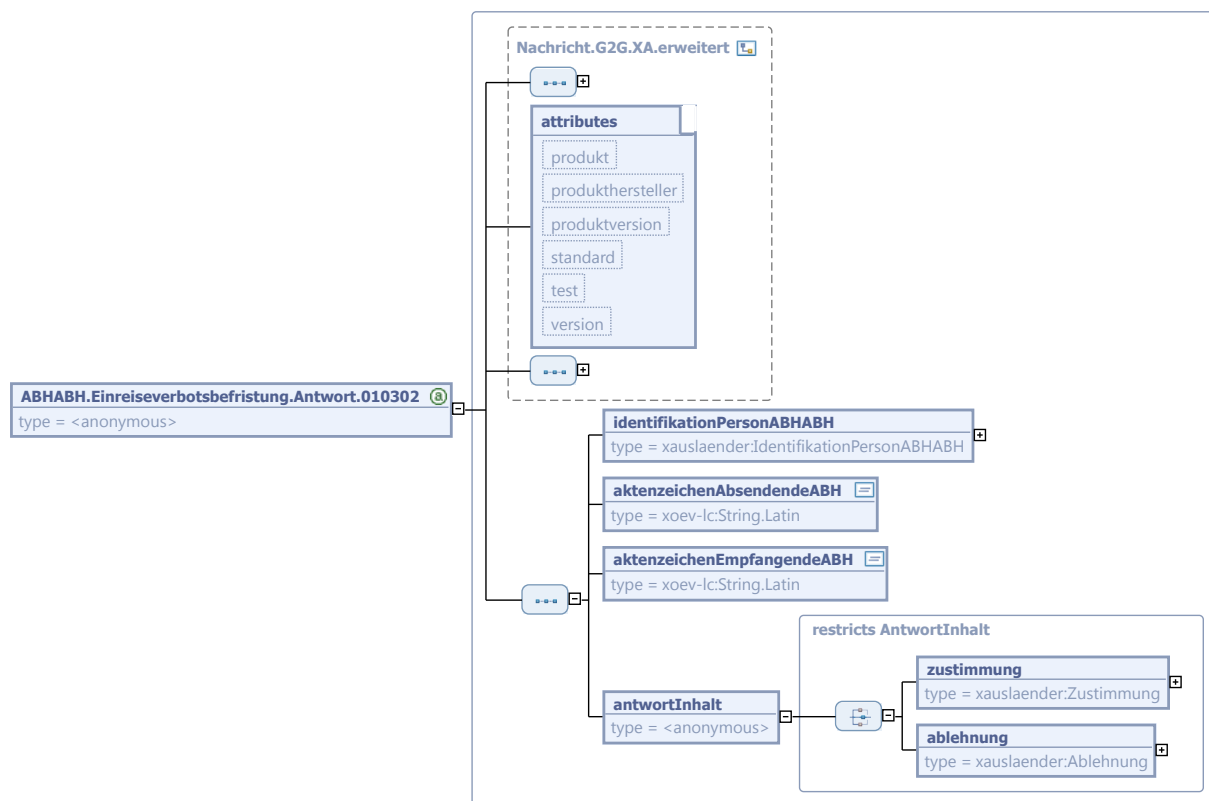 Nachricht.G2G.XA.erweitert
attributes
produkt
produkthersteller
produktversion
standard
test
version
ABHABH.Einreiseverbotsbefristung.Antwort.010302
type = <anonymous>
identifikationPersonABHABH
type = xauslaender:IdentifikationPersonABHABH
aktenzeichenAbsendendeABH
type = xoev-lc:String.Latin
aktenzeichenEmpfangendeABH
type = xoev-lc:String.Latin
restricts AntwortInhalt
zustimmung
type = xauslaender:Zustimmung
antwortInhalt
type = <anonymous>
ablehnung
type = xauslaender:Ablehnung